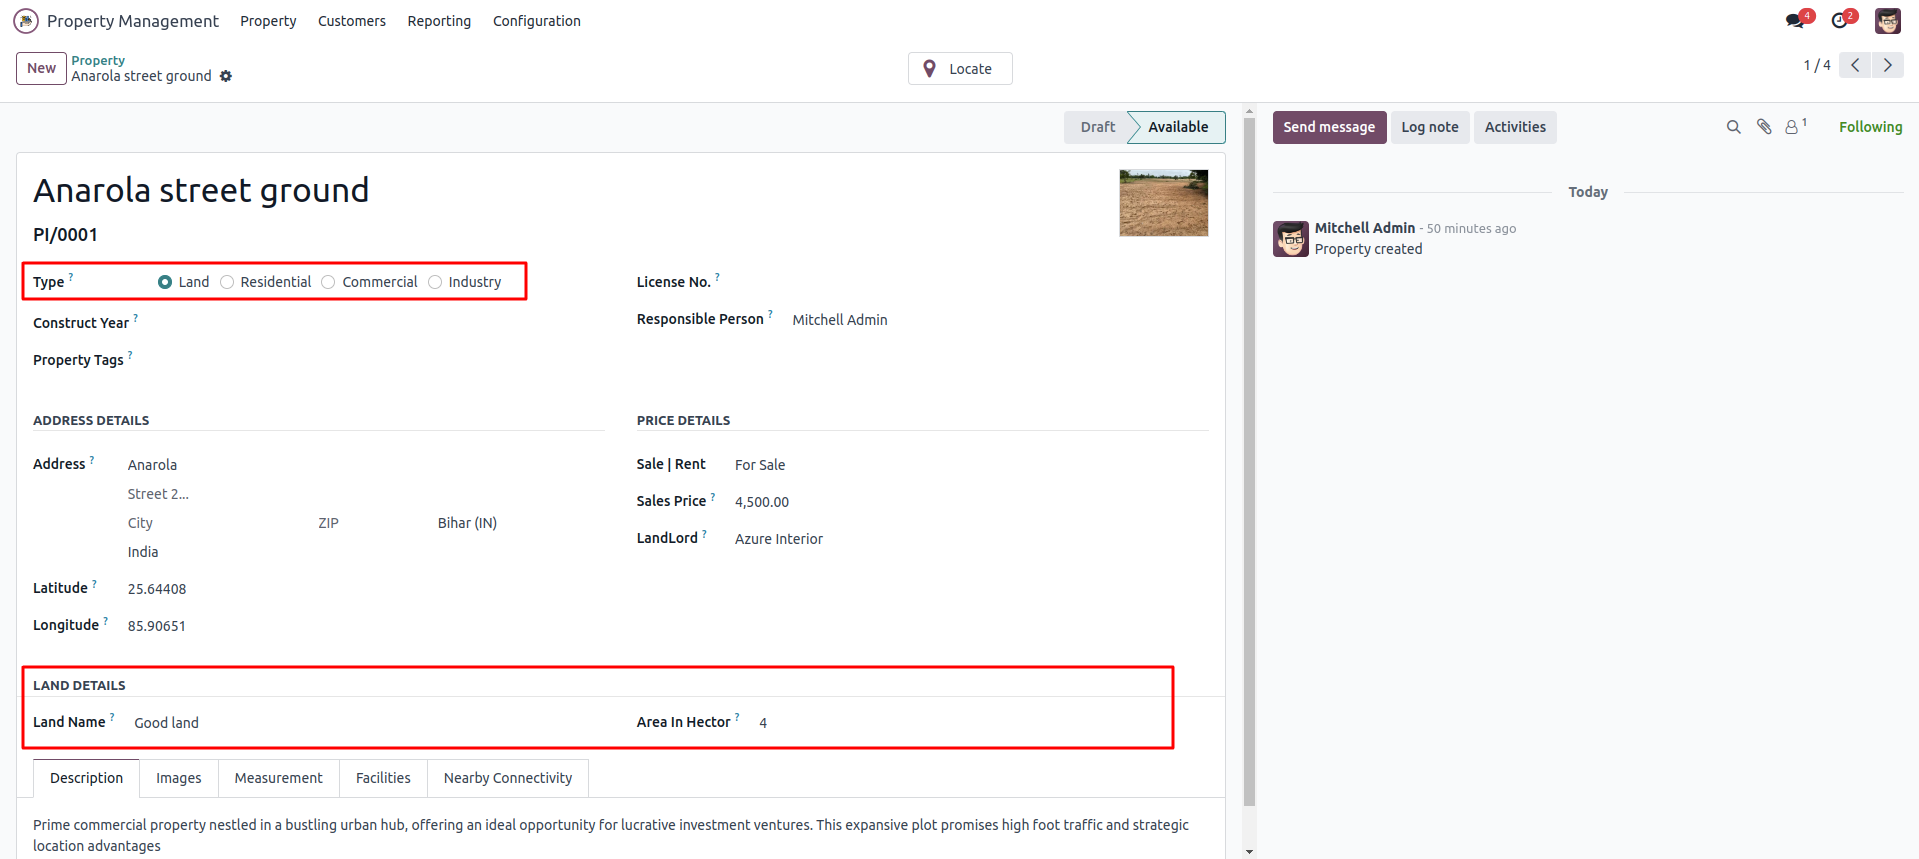 Property Management Property Customers Reporting Configuration 4 2
New Property
Anarola street ground
Locate
1 / 4
Draft Available
Send message Log note Activities 1 Following
Anarola street ground
PI/0001
Today
Mitchell Admin - 50 minutes ago
Property created
Type ? Land Residential Commercial Industry
License No. ?
Construct Year ?
Responsible Person ? Mitchell Admin
Property Tags ?
ADDRESS DETAILS
PRICE DETAILS
Address ? Anarola
Street 2...
City ZIP Bihar (IN)
India
Latitude ? 25.64408
Longitude ? 85.90651
Sale | Rent For Sale
Sales Price ? 4,500.00
LandLord ? Azure Interior
LAND DETAILS
Land Name ? Good land
Area In Hector ? 4
Description Images Measurement Facilities Nearby Connectivity
Prime commercial property nestled in a bustling urban hub, offering an ideal opportunity for lucrative investment ventures. This expansive plot promises high foot traffic and strategic
location advantages